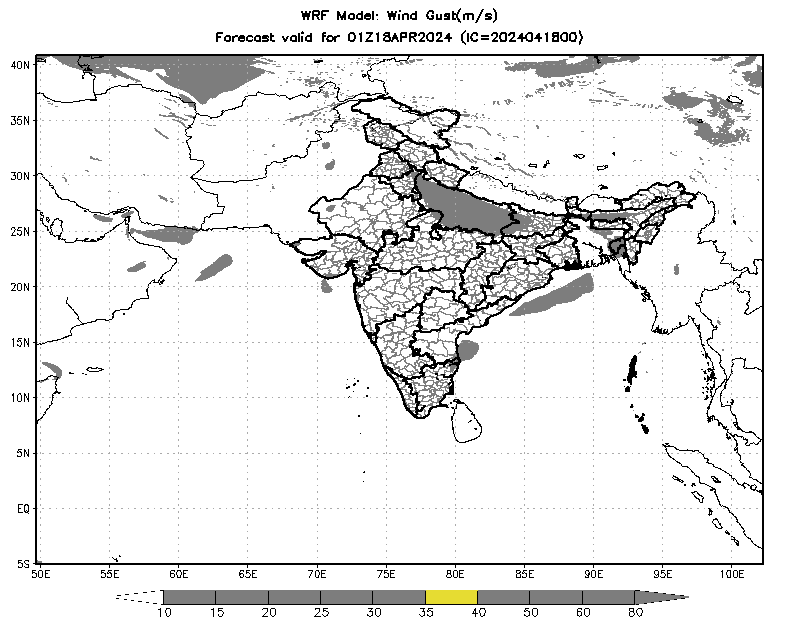 WRF Model: Wind Gust(m/s)
Forecast valid for 01Z18APR2024 (IC=2024041800)
40N
35N
30N
25N
20N
15N
10N
5N
EQ
5S
50E 55E 60E 65E 70E 75E 80E 85E 90E 95E 100E
10 15 20 25 30 35 40 50 60 80